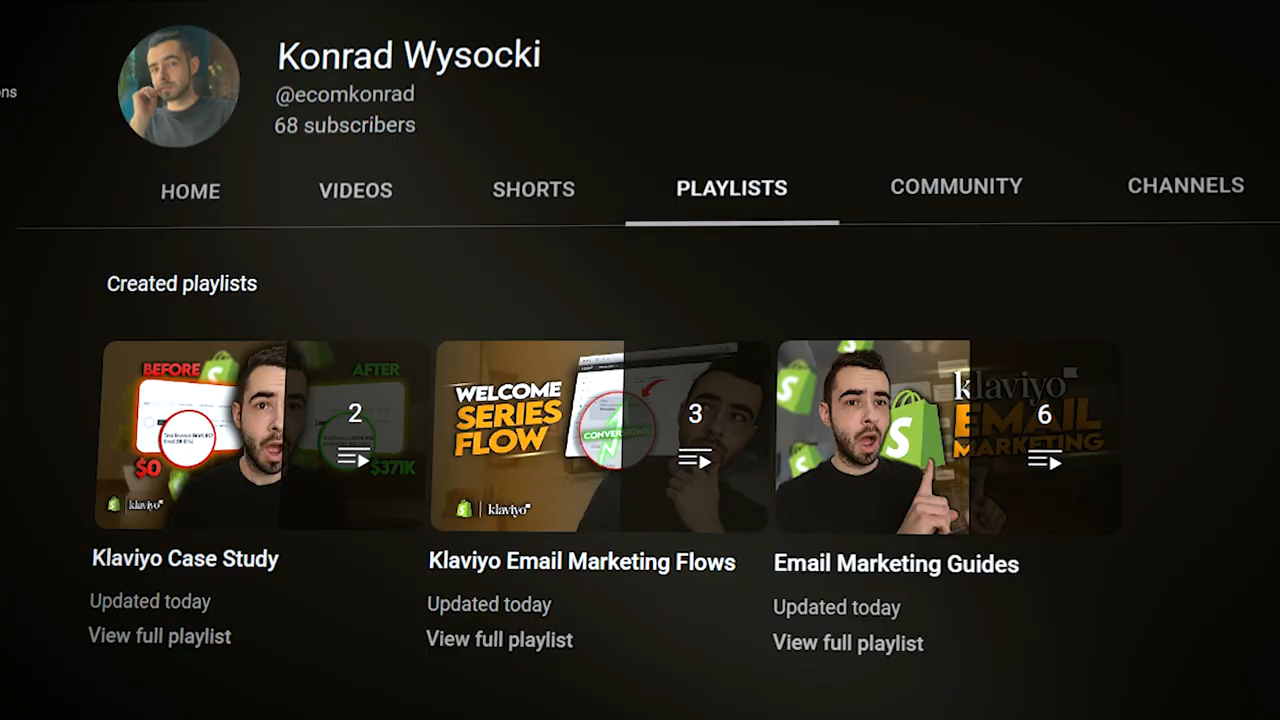 ons
Konrad Wysocki
@ecomkonrad
68 subscribers
HOME
VIDEOS
SHORTS
PLAYLISTS
COMMUNITY
CHANNELS
Created playlists
BEFORE
AFTER
2
$0
$371K
klaviyo
WELCOME
SERIES
FLOW
CONVERSIONS
3
klaviyo
klaviyo
EMAIL
MARKETING
6
Klaviyo Case Study
Updated today
View full playlist
Klaviyo Email Marketing Flows
Updated today
View full playlist
Email Marketing Guides
Updated today
View full playlist